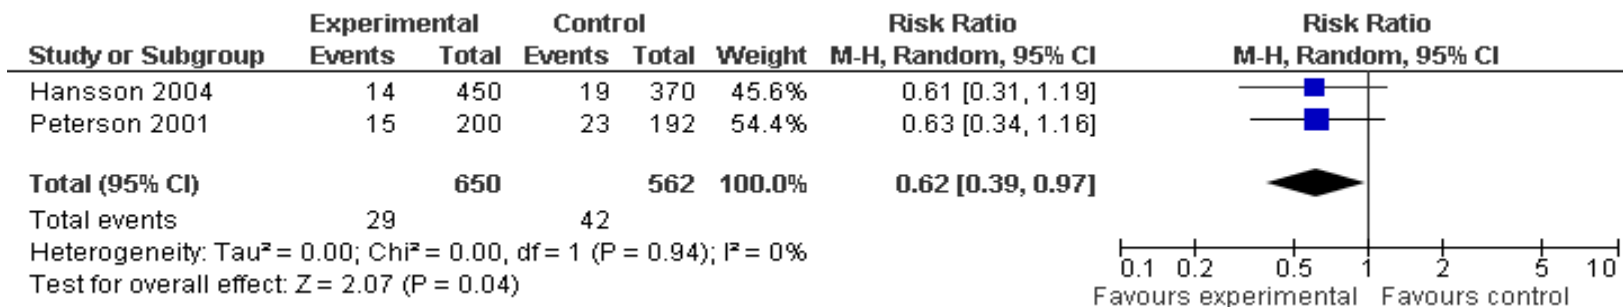 Experimental Control Risk Ratio Risk Ratio
Study or Subgroup Events Total Events Total Weight M-H, Random, 95% CI M-H, Random, 95% CI
Hansson 2004 14 450 19 370 45.6% 0.61 [0.31, 1.19]
Peterson 2001 15 200 23 192 54.4% 0.63 [0.34, 1.16]
Total (95% CI) 650 562 100.0% 0.62 [0.39, 0.97]
Total events 29 42
Heterogeneity: Tau² = 0.00; Chi² = 0.00, df = 1 (P = 0.94); I² = 0%
Test for overall effect: Z = 2.07 (P = 0.04)
0.1 0.2 0.5 1 2 5 10
Favours experimental Favours control